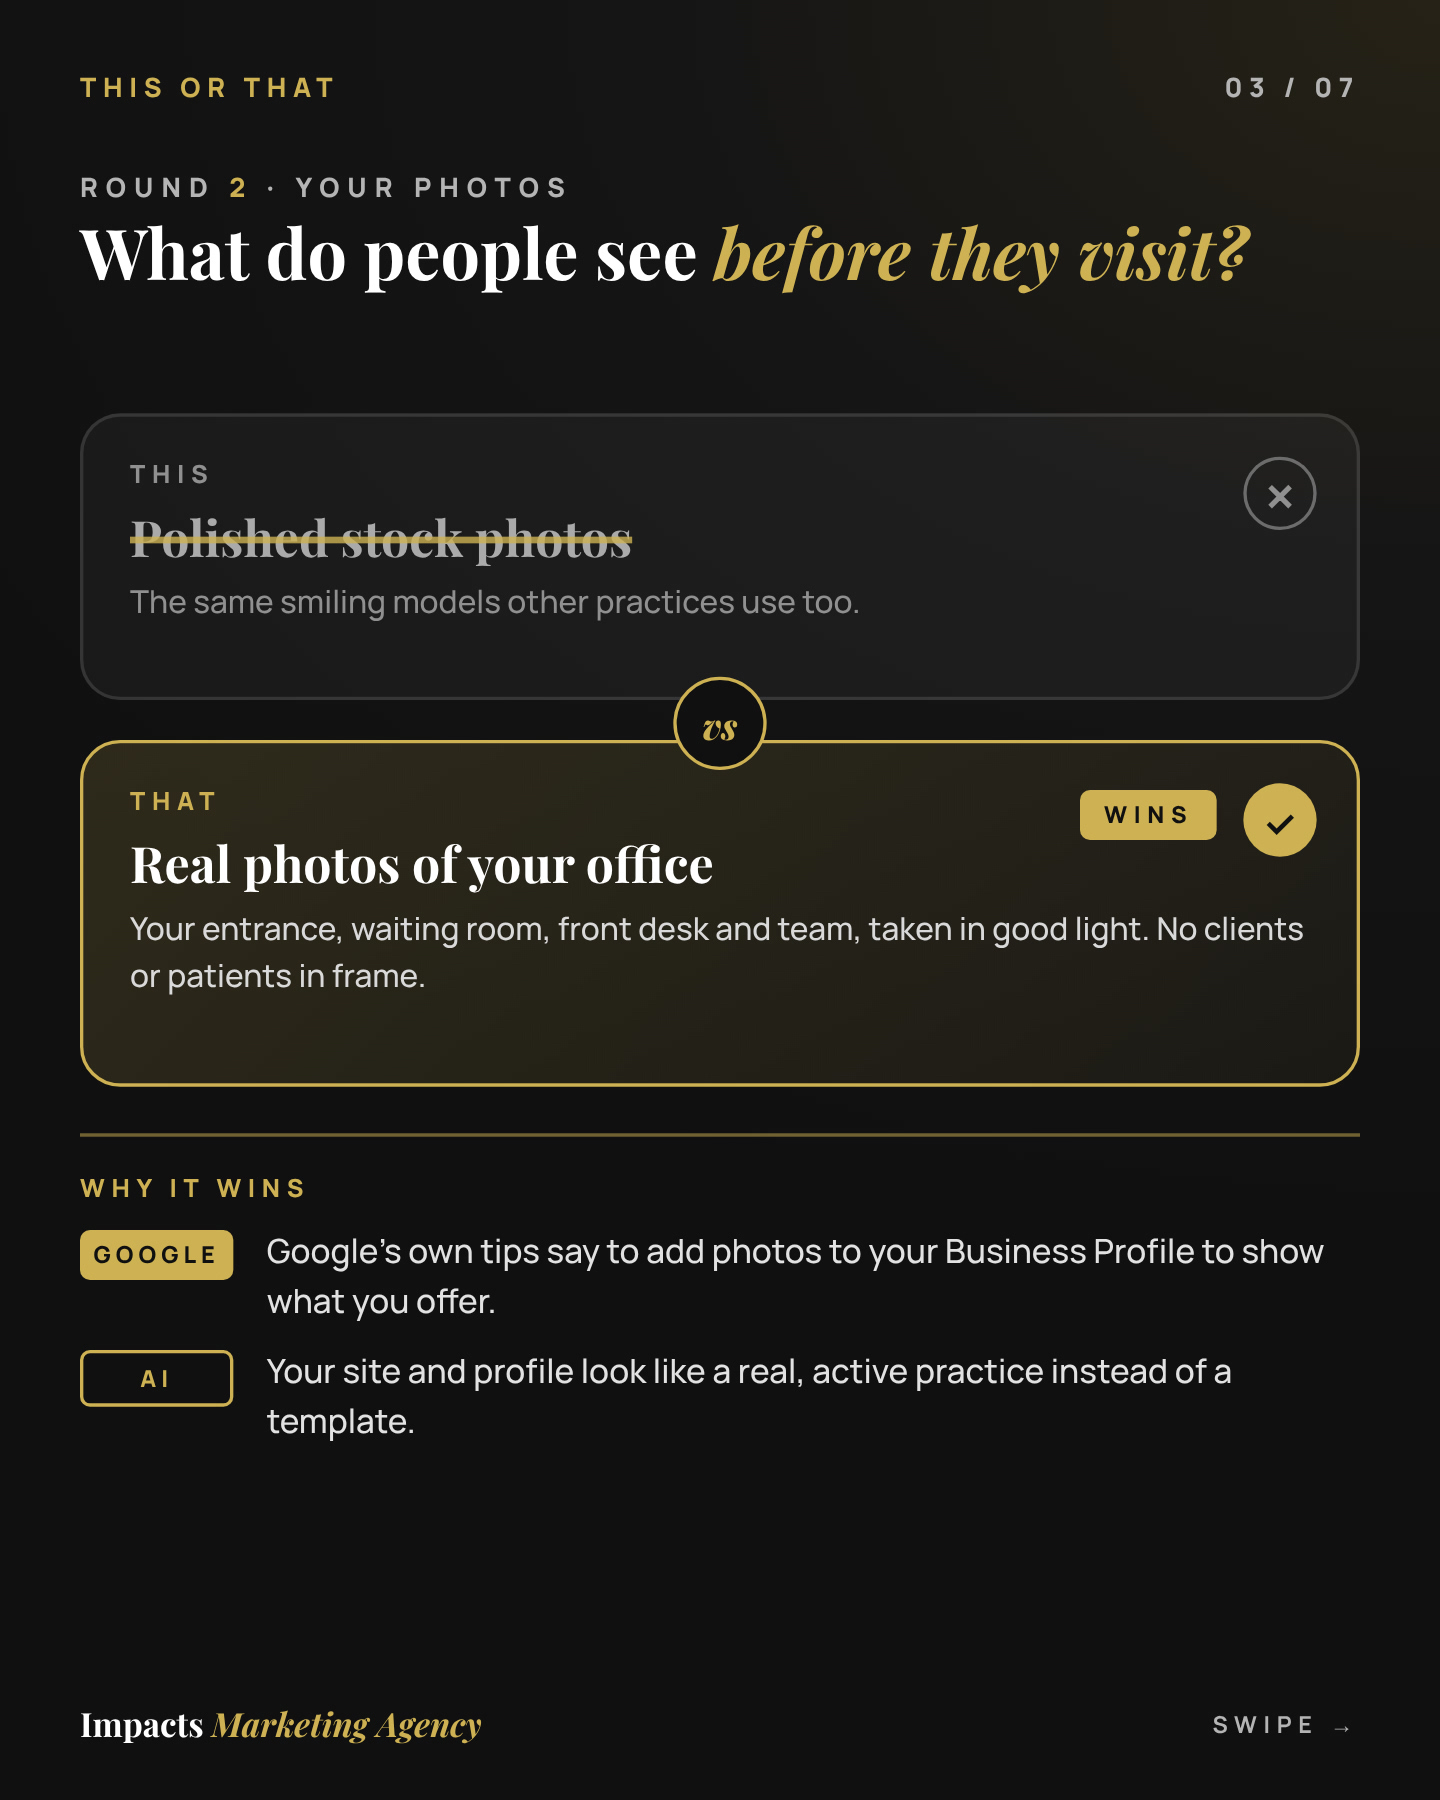 THIS OR THAT
03 / 07
ROUND 2 · YOUR PHOTOS
What do people see before they visit?
THIS
Polished stock photos
The same smiling models other practices use too.
vs
THAT
WINS
Real photos of your office
Your entrance, waiting room, front desk and team, taken in good light. No clients
or patients in frame.
WHY IT WINS
GOOGLE
Google’s own tips say to add photos to your Business Profile to show
what you offer.
AI
Your site and profile look like a real, active practice instead of a
template.
Impacts Marketing Agency
SWIPE →